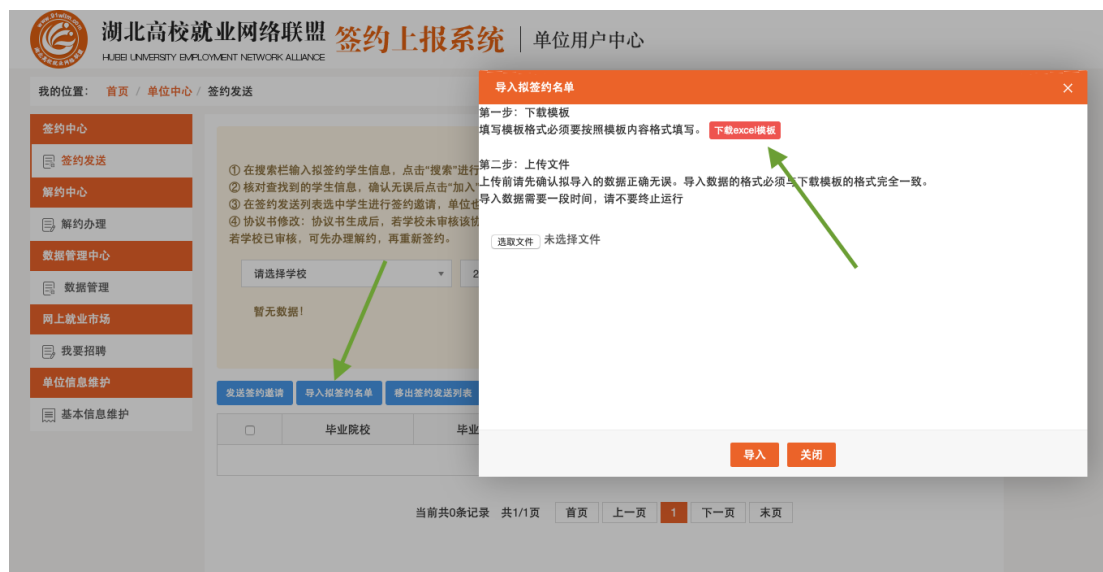 湖北高校就业网络联盟 签约上报系统 | 单位用户中心
HUBEI UNIVERSITY EMPLOYMENT NETWORK ALLIANCE
我的位置： 首页 / 单位中心 / 签约发送
签约中心
签约发送
解约中心
解约办理
数据管理中心
数据管理
网上就业市场
我要招聘
单位信息维护
基本信息维护
① 在搜索栏输入拟签约学生信息，点击“搜索”进行
② 核对查找到的学生信息，确认无误后点击“加入”
③ 在签约发送列表选中学生进行签约邀请，单位也
④ 协议书修改：协议书生成后，若学校未审核该协
若学校已审核，可先办理解约，再重新签约。
请选择学校
2
暂无数据！
发送签约邀请 导入拟签约名单 移出签约发送列表
毕业院校 毕业
当前共0条记录 共1/1页 首页 上一页 1 下一页 末页
导入拟签约名单
第一步：下载模板
填写模板格式必须要按照模板内容格式填写。 下载excel模板
第二步：上传文件
上传前请先确认拟导入的数据正确无误。导入数据的格式必须与下载模板的格式完全一致。
导入数据需要一段时间，请不要终止运行
选取文件 未选择文件
导入 关闭